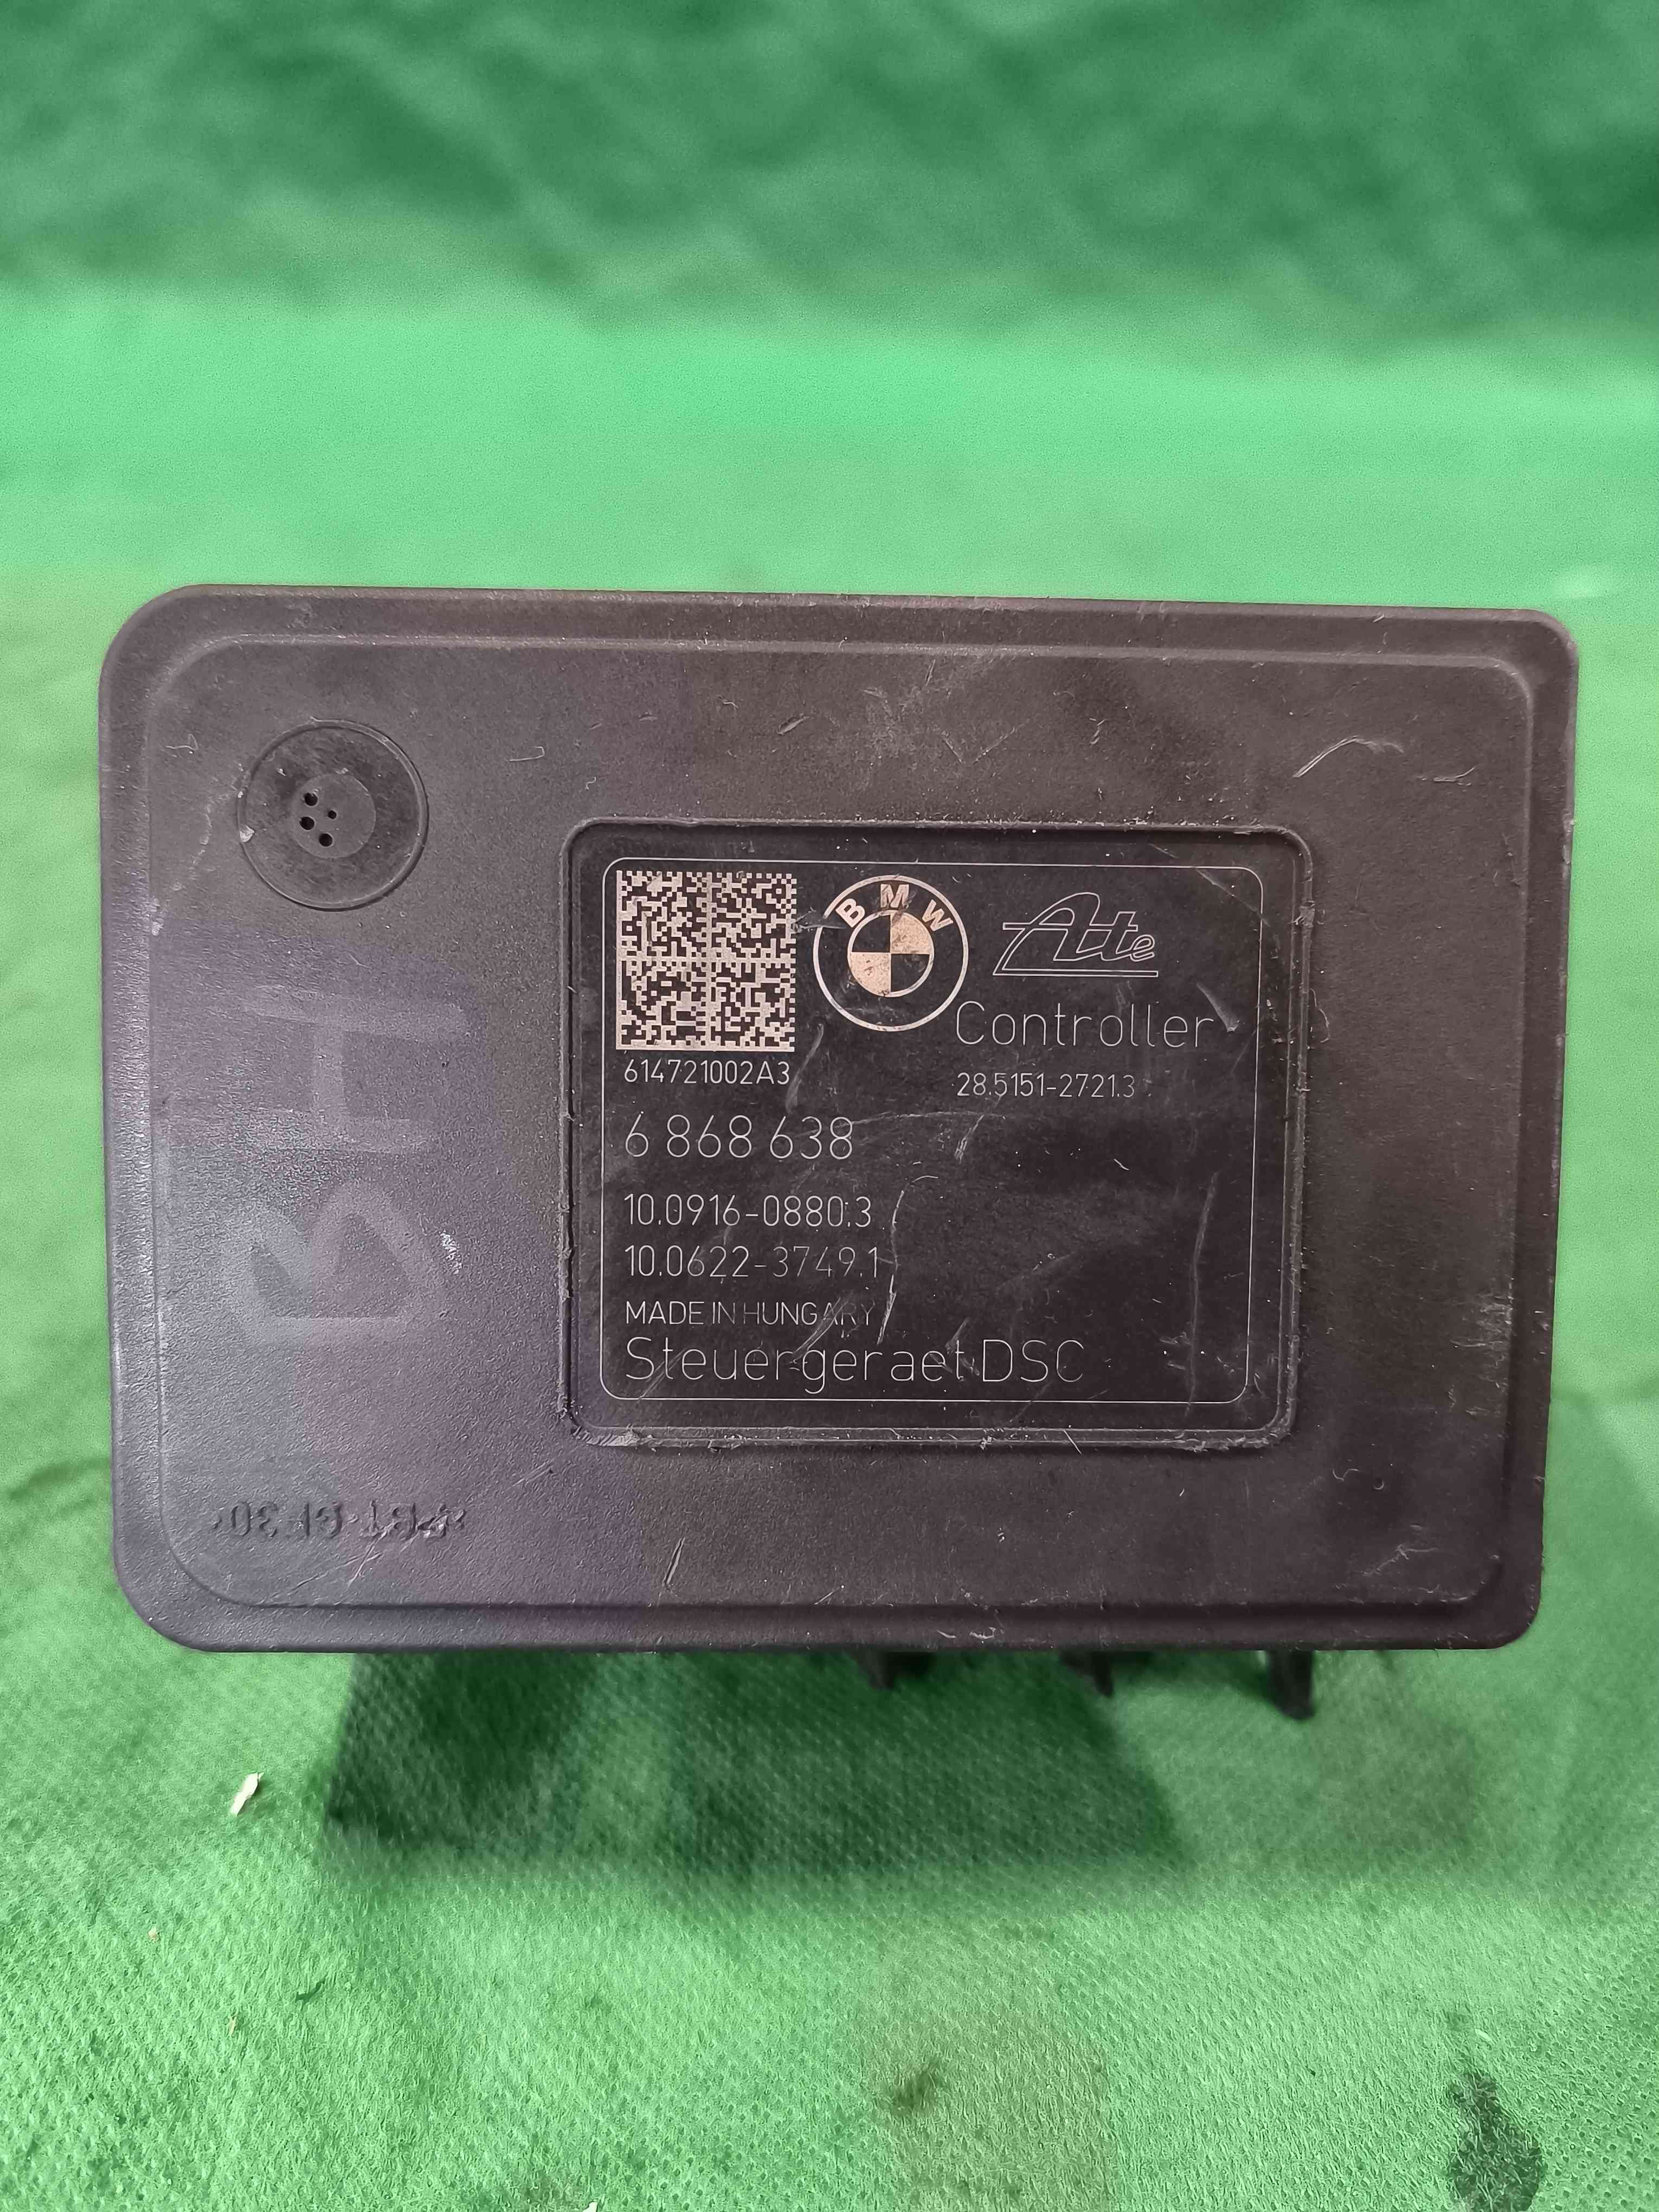 BMW
Ate
Controller
614721002A3
28.5151-2721.3
6 868 638
10.0916-0880.3
10.0622-3749.1
MADE IN HUNGARY
Steuergeraet DSC